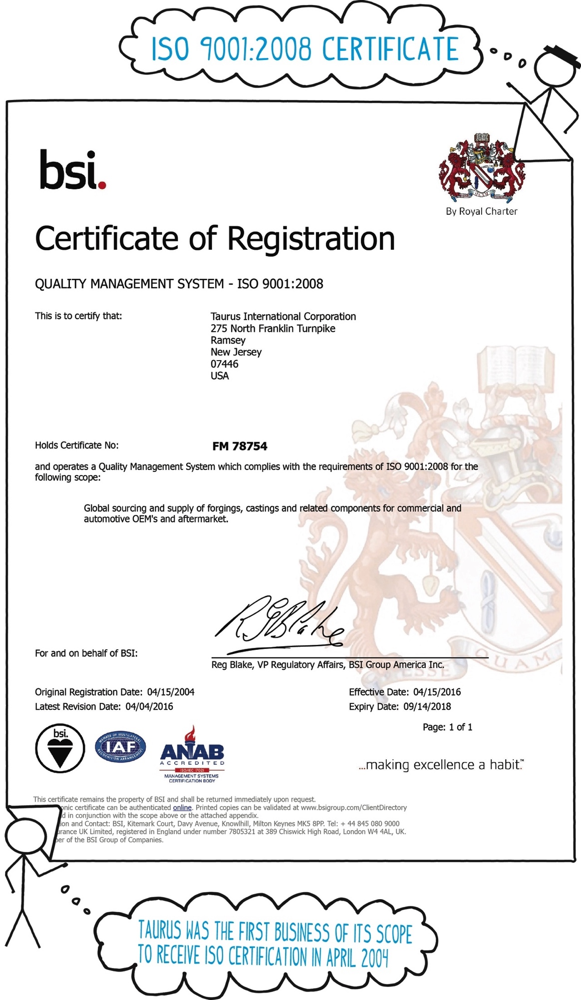 ISO 9001:2008 CERTIFICATE
bsi.
By Royal Charter
Certificate of Registration
QUALITY MANAGEMENT SYSTEM - ISO 9001:2008
This is to certify that:
Taurus International Corporation
275 North Franklin Turnpike
Ramsey
New Jersey
07446
USA
Holds Certificate No:
FM 78754
and operates a Quality Management System which complies with the requirements of ISO 9001:2008 for the
following scope:
Global sourcing and supply of forgings, castings and related components for commercial and
automotive OEM's and aftermarket.
R J Blake
For and on behalf of BSI:
Reg Blake, VP Regulatory Affairs, BSI Group America Inc.
ESSE QUAM
Original Registration Date: 04/15/2004
Effective Date: 04/15/2016
Latest Revision Date: 04/04/2016
Expiry Date: 09/14/2018
Page: 1 of 1
bsi.
MEMBER OF MULTILATERAL
IAF
RECOGNITION ARRANGEMENT
ANAB
ACCREDITED
ISO/IEC 17021
MANAGEMENT SYSTEMS
CERTIFICATION BODY
...making excellence a habit.™
This certificate remains the property of BSI and shall be returned immediately upon request.
onic certificate can be authenticated online. Printed copies can be validated at www.bsigroup.com/ClientDirectory
d in conjunction with the scope above or the attached appendix.
ion and Contact: BSI, Kitemark Court, Davy Avenue, Knowlhill, Milton Keynes MK5 8PP. Tel: + 44 845 080 9000
urance UK Limited, registered in England under number 7805321 at 389 Chiswick High Road, London W4 4AL, UK.
ber of the BSI Group of Companies.
TAURUS WAS THE FIRST BUSINESS OF ITS SCOPE
TO RECEIVE ISO CERTIFICATION IN APRIL 2004